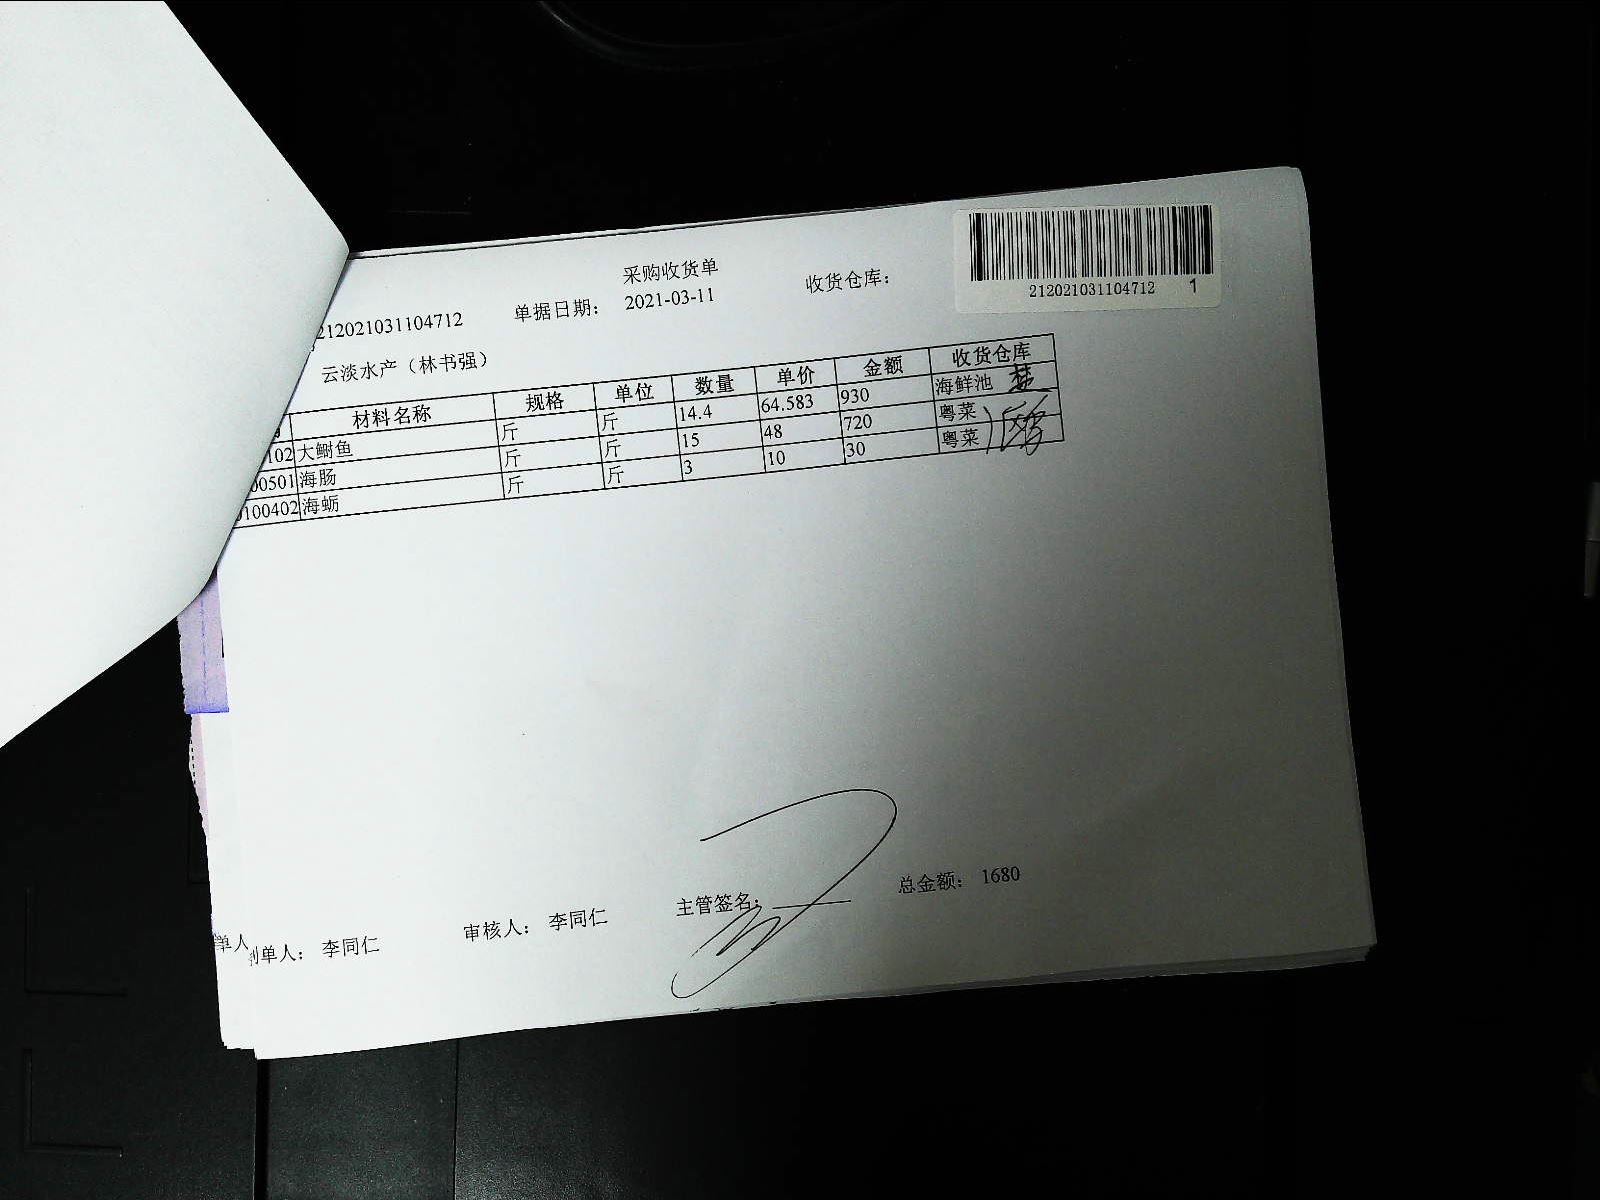 212021031104712 1
采购收货单
212021031104712 单据日期： 2021-03-11 收货仓库：
云淡水产（林书强）
材料名称 规格 单位 数量 单价 金额 收货仓库
102 大鲥鱼 斤 斤 14.4 64.583 930 海鲜池
00501 海肠 斤 斤 15 48 720 粤菜
0100402 海蛎 斤 斤 3 10 30 粤菜
单人
制单人： 李同仁 审核人： 李同仁 主管签名： 总金额： 1680